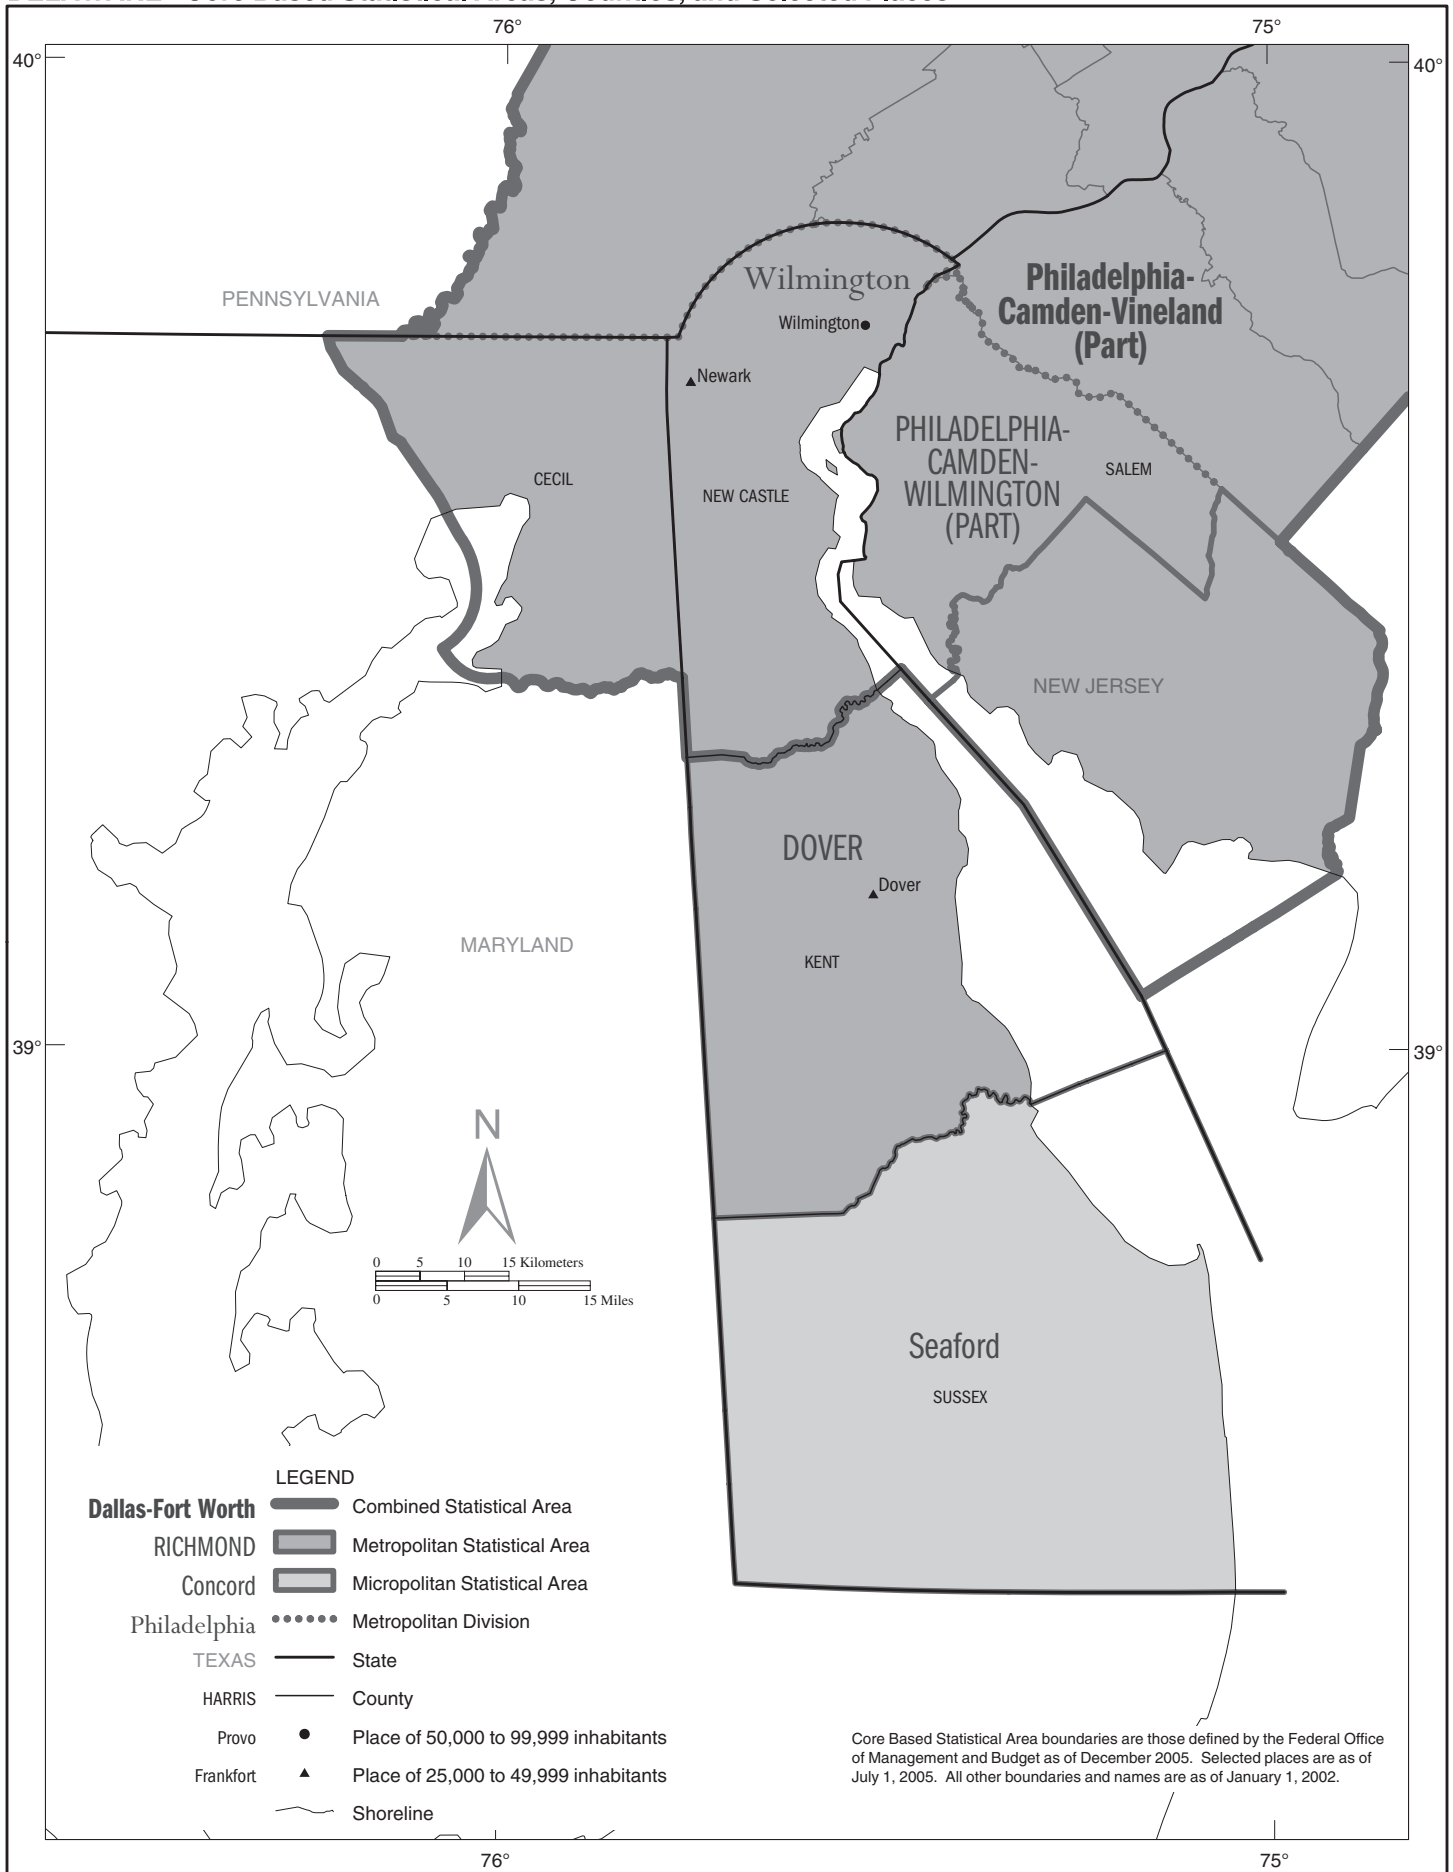 76°
75°
40°
40°
PENNSYLVANIA
Wilmington
Wilmington
Philadelphia-
Camden-Vineland
(Part)
Newark
PHILADELPHIA-
CAMDEN-
WILMINGTON
(PART)
SALEM
CECIL
NEW CASTLE
NEW JERSEY
DOVER
Dover
MARYLAND
KENT
39°
39°
N
0 5 10 15 Kilometers
0 5 10 15 Miles
Seaford
SUSSEX
LEGEND
Dallas-Fort Worth Combined Statistical Area
RICHMOND Metropolitan Statistical Area
Concord Micropolitan Statistical Area
Philadelphia Metropolitan Division
TEXAS State
HARRIS County
Provo Place of 50,000 to 99,999 inhabitants
Frankfort Place of 25,000 to 49,999 inhabitants
Shoreline
Core Based Statistical Area boundaries are those defined by the Federal Office
of Management and Budget as of December 2005. Selected places are as of
July 1, 2005. All other boundaries and names are as of January 1, 2002.
76°
75°